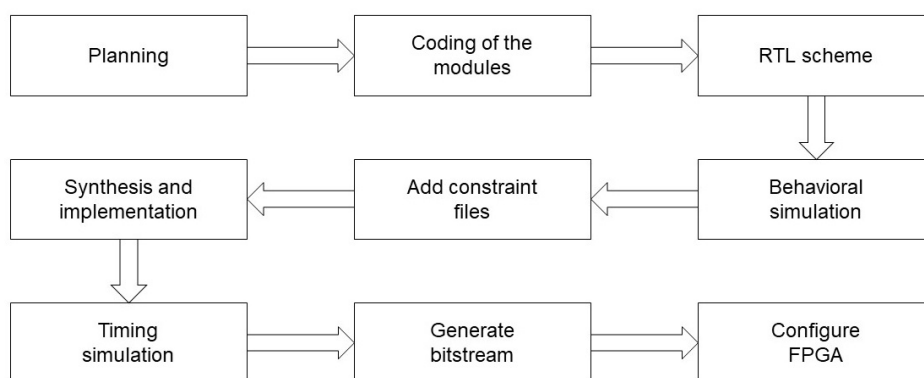 Planning
Coding of the
modules
RTL scheme
Behavioral
simulation
Add constraint
files
Synthesis and
implementation
Timing
simulation
Generate
bitstream
Configure
FPGA